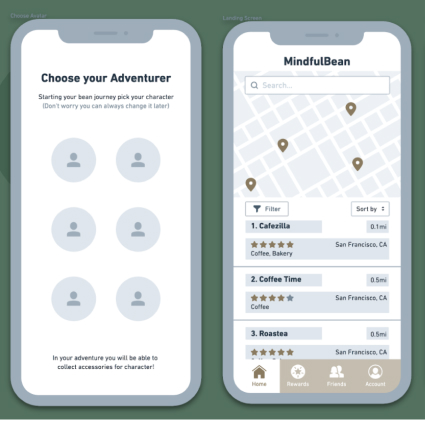 Choose Avatar
Choose your Adventurer
Starting your bean journey pick your character
(Don't worry you can always change it later)
In your adventure you will be able to
collect accessories for character!
Landing Screen
MindfulBean
Search...
Filter
Sort by
1. Cafezilla
0.1mi
San Francisco, CA
Coffee, Bakery
2. Coffee Time
0.5mi
San Francisco, CA
Coffee
3. Roastea
0.5mi
San Francisco, CA
Home
Rewards
Friends
Account